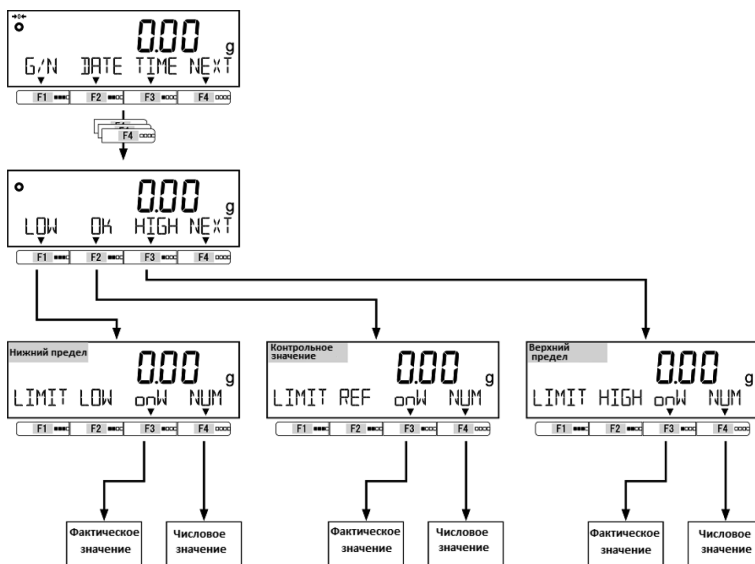 →0←
0.00 g
G/N DATE TIME NEXT
F1 F2 F3 F4
F4
0.00 g
LOW OK HIGH NEXT
F1 F2 F3 F4
Нижний предел
0.00 g
LIMIT LOW onW NUM
F1 F2 F3 F4
Фактическое
значение
Числовое
значение
Контрольное
значение
0.00 g
LIMIT REF onW NUM
F1 F2 F3 F4
Фактическое
значение
Числовое
значение
Верхний
предел
0.00 g
LIMIT HIGH onW NUM
F1 F2 F3 F4
Фактическое
значение
Числовое
значение